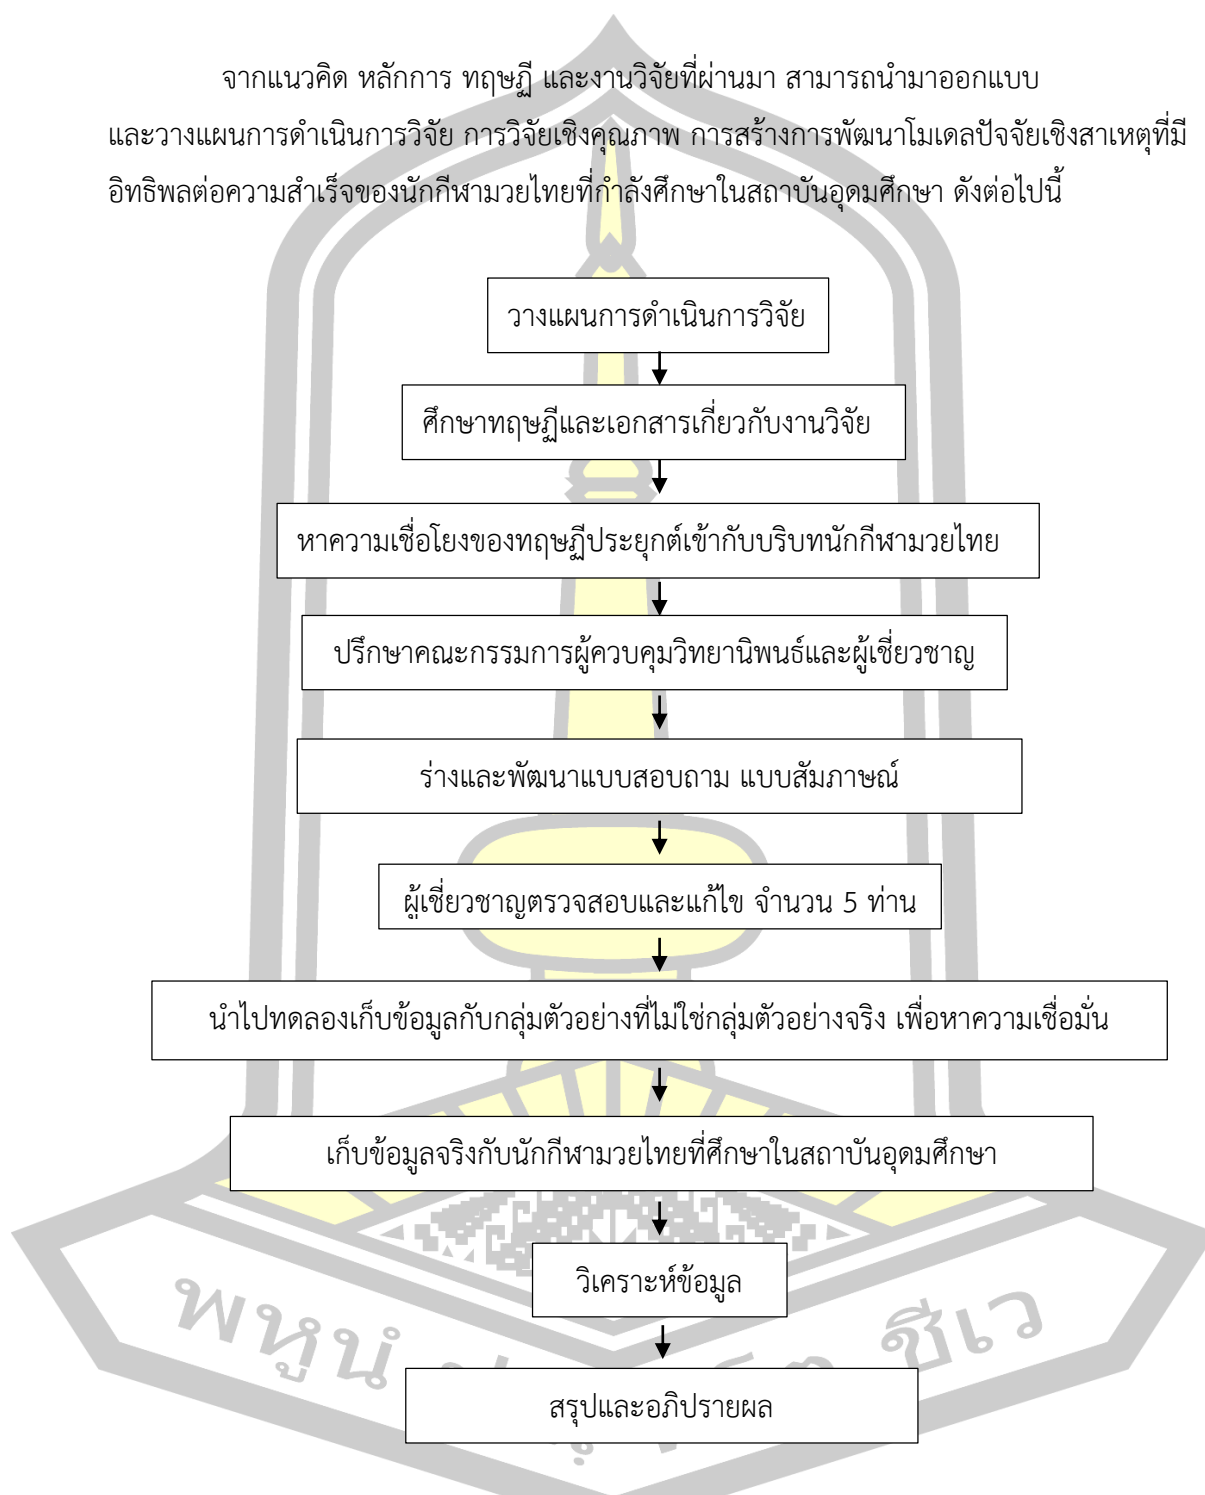 จากแนวคิด หลักการ ทฤษฏี และงานวิจัยที่ผ่านมา สามารถนำมาออกแบบ
และวางแผนการดำเนินการวิจัย การวิจัยเชิงคุณภาพ การสร้างการพัฒนาโมเดลปัจจัยเชิงสาเหตุที่มี
อิทธิพลต่อความสำเร็จของนักกีฬามวยไทยที่กำลังศึกษาในสถาบันอุดมศึกษา ดังต่อไปนี้
วางแผนการดำเนินการวิจัย
ศึกษาทฤษฏีและเอกสารเกี่ยวกับงานวิจัย
หาความเชื่อโยงของทฤษฏีประยุกต์เข้ากับบริบทนักกีฬามวยไทย
ปรึกษาคณะกรรมการผู้ควบคุมวิทยานิพนธ์และผู้เชี่ยวชาญ
ร่างและพัฒนาแบบสอบถาม แบบสัมภาษณ์
ผู้เชี่ยวชาญตรวจสอบและแก้ไข จำนวน 5 ท่าน
นำไปทดลองเก็บข้อมูลกับกลุ่มตัวอย่างที่ไม่ใช่กลุ่มตัวอย่างจริง เพื่อหาความเชื่อมั่น
เก็บข้อมูลจริงกับนักกีฬามวยไทยที่ศึกษาในสถาบันอุดมศึกษา
วิเคราะห์ข้อมูล
พหูนํ ชีเว
สรุปและอภิปรายผล